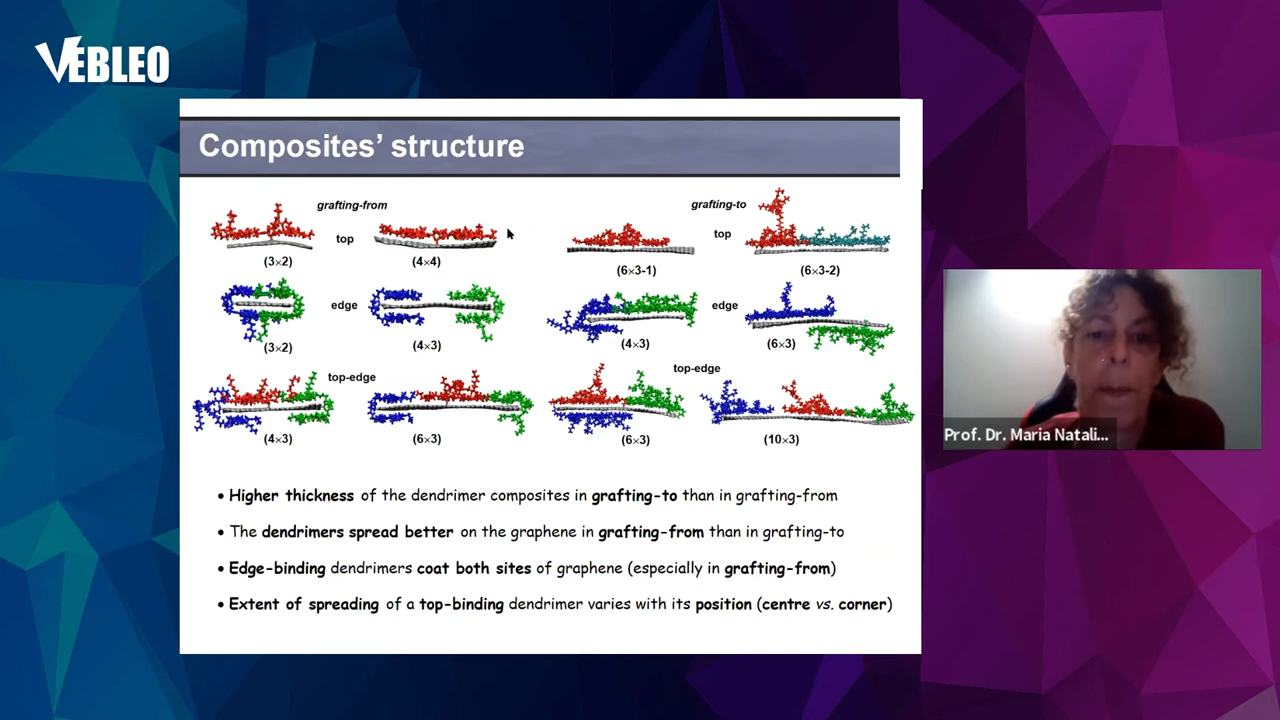 VEBLEO
Composites' structure
grafting-from
grafting-to
top
top
(3×2)
(4×4)
(6×3-1)
(6×3-2)
edge
edge
(3×2)
(4×3)
(4×3)
(6×3)
top-edge
top-edge
(4×3)
(6×3)
(6×3)
(10×3)
• Higher thickness of the dendrimer composites in grafting-to than in grafting-from
• The dendrimers spread better on the graphene in grafting-from than in grafting-to
• Edge-binding dendrimers coat both sites of graphene (especially in grafting-from)
• Extent of spreading of a top-binding dendrimer varies with its position (centre vs. corner)
Prof. Dr. Maria Natali...